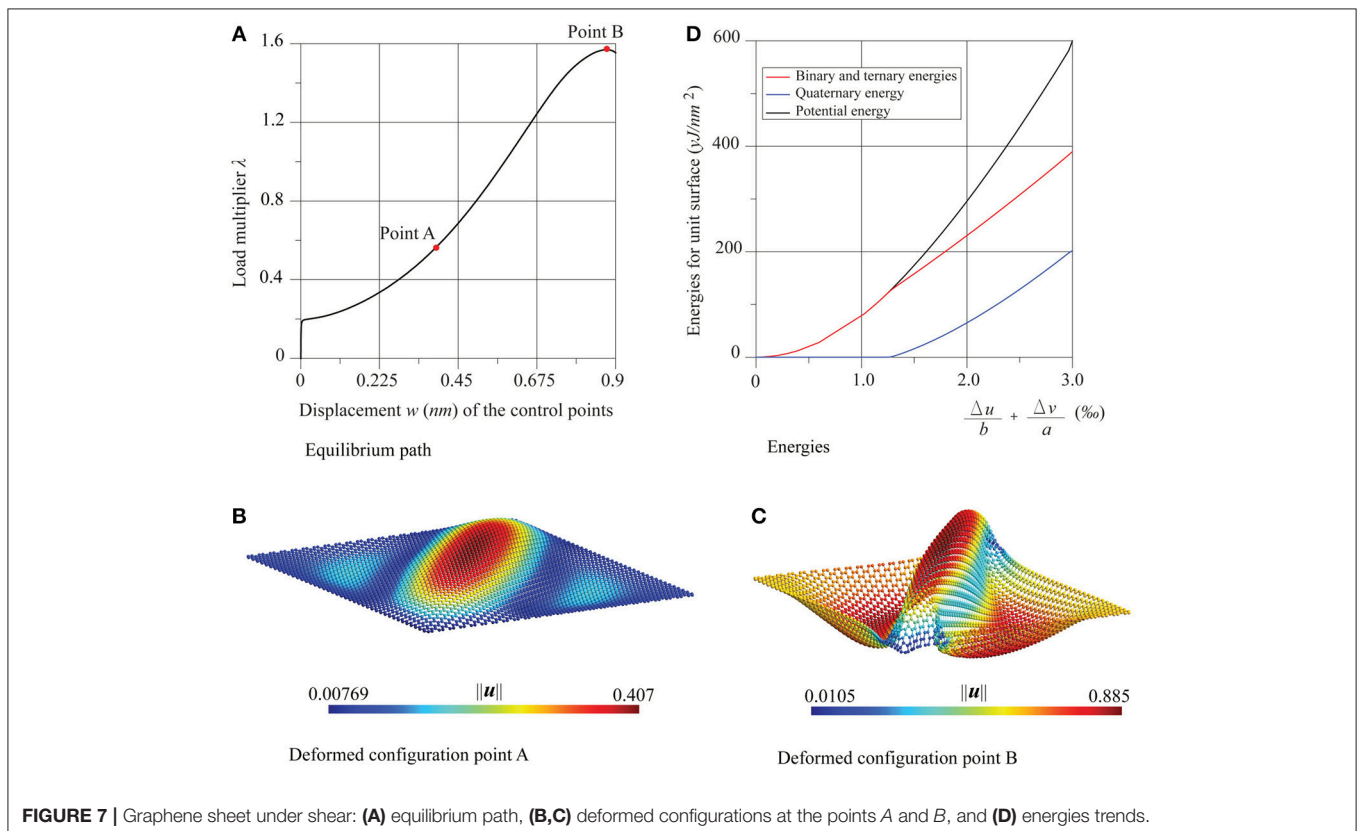 A
Point B
1.6
1.2
0.8
0.4
0
Load multiplier λ
Point A
0 0.225 0.45 0.675 0.9
Displacement w (nm) of the control points
Equilibrium path
D
600
400
200
0
Energies for unit surface (yJ/nm 2)
Binary and ternary energies
Quaternary energy
Potential energy
0 1.0 2.0 3.0
Δu/b + Δv/a (‰)
Energies
B
0.00769 ||u|| 0.407
Deformed configuration point A
C
0.0105 ||u|| 0.885
Deformed configuration point B
FIGURE 7 | Graphene sheet under shear: (A) equilibrium path, (B,C) deformed configurations at the points A and B, and (D) energies trends.